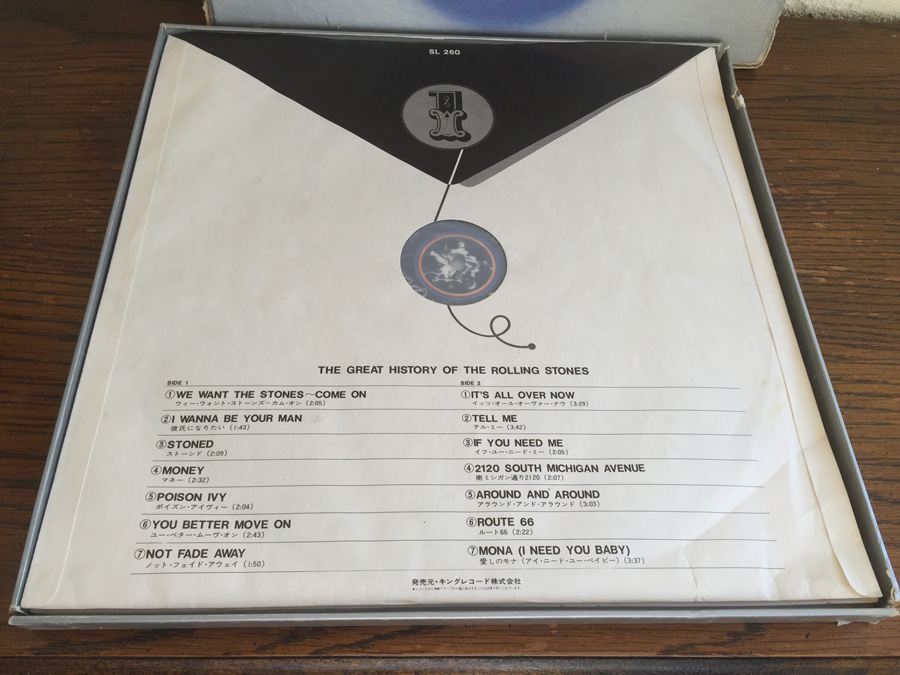 SL 260
1
THE GREAT HISTORY OF THE ROLLING STONES
SIDE 1
①WE WANT THE STONES～COME ON
ウィー・ウォント・ストーンズ～カム・オン (2:05)
②I WANNA BE YOUR MAN
彼氏になりたい (1:43)
③STONED
ストーンド (2:09)
④MONEY
マネー (2:32)
⑤POISON IVY
ポイズン・アイヴィー (2:04)
⑥YOU BETTER MOVE ON
ユー・ベター・ムーヴ・オン (2:43)
⑦NOT FADE AWAY
ノット・フェイド・アウェイ (1:50)
SIDE 2
①IT'S ALL OVER NOW
イッツ・オール・オーヴァー・ナウ (3:29)
②TELL ME
テル・ミー (3:42)
③IF YOU NEED ME
イフ・ユー・ニード・ミー (2:05)
④2120 SOUTH MICHIGAN AVENUE
南ミシガン通り2120 (2:07)
⑤AROUND AND AROUND
アラウンド・アンド・アラウンド (3:03)
⑥ROUTE 66
ルート66 (2:22)
⑦MONA (I NEED YOU BABY)
愛しのモナ (アイ・ニード・ユー・ベイビー) (3:37)
発売元・キングレコード株式会社